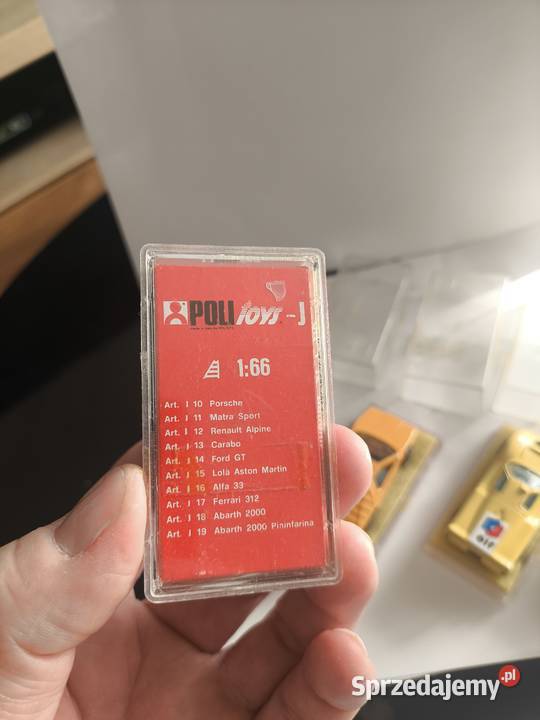 POLItoys -J
1:66
Art. J 10 Porsche
Art. J 11 Matra Sport
Art. J 12 Renault Alpine
Art. J 13 Carabo
Art. J 14 Ford GT
Art. J 15 Lola Aston Martin
Art. J 16 Alfa 33
Art. J 17 Ferrari 312
Art. J 18 Abarth 2000
Art. J 19 Abarth 2000 Pininfarina
Sprzedajemy.pl